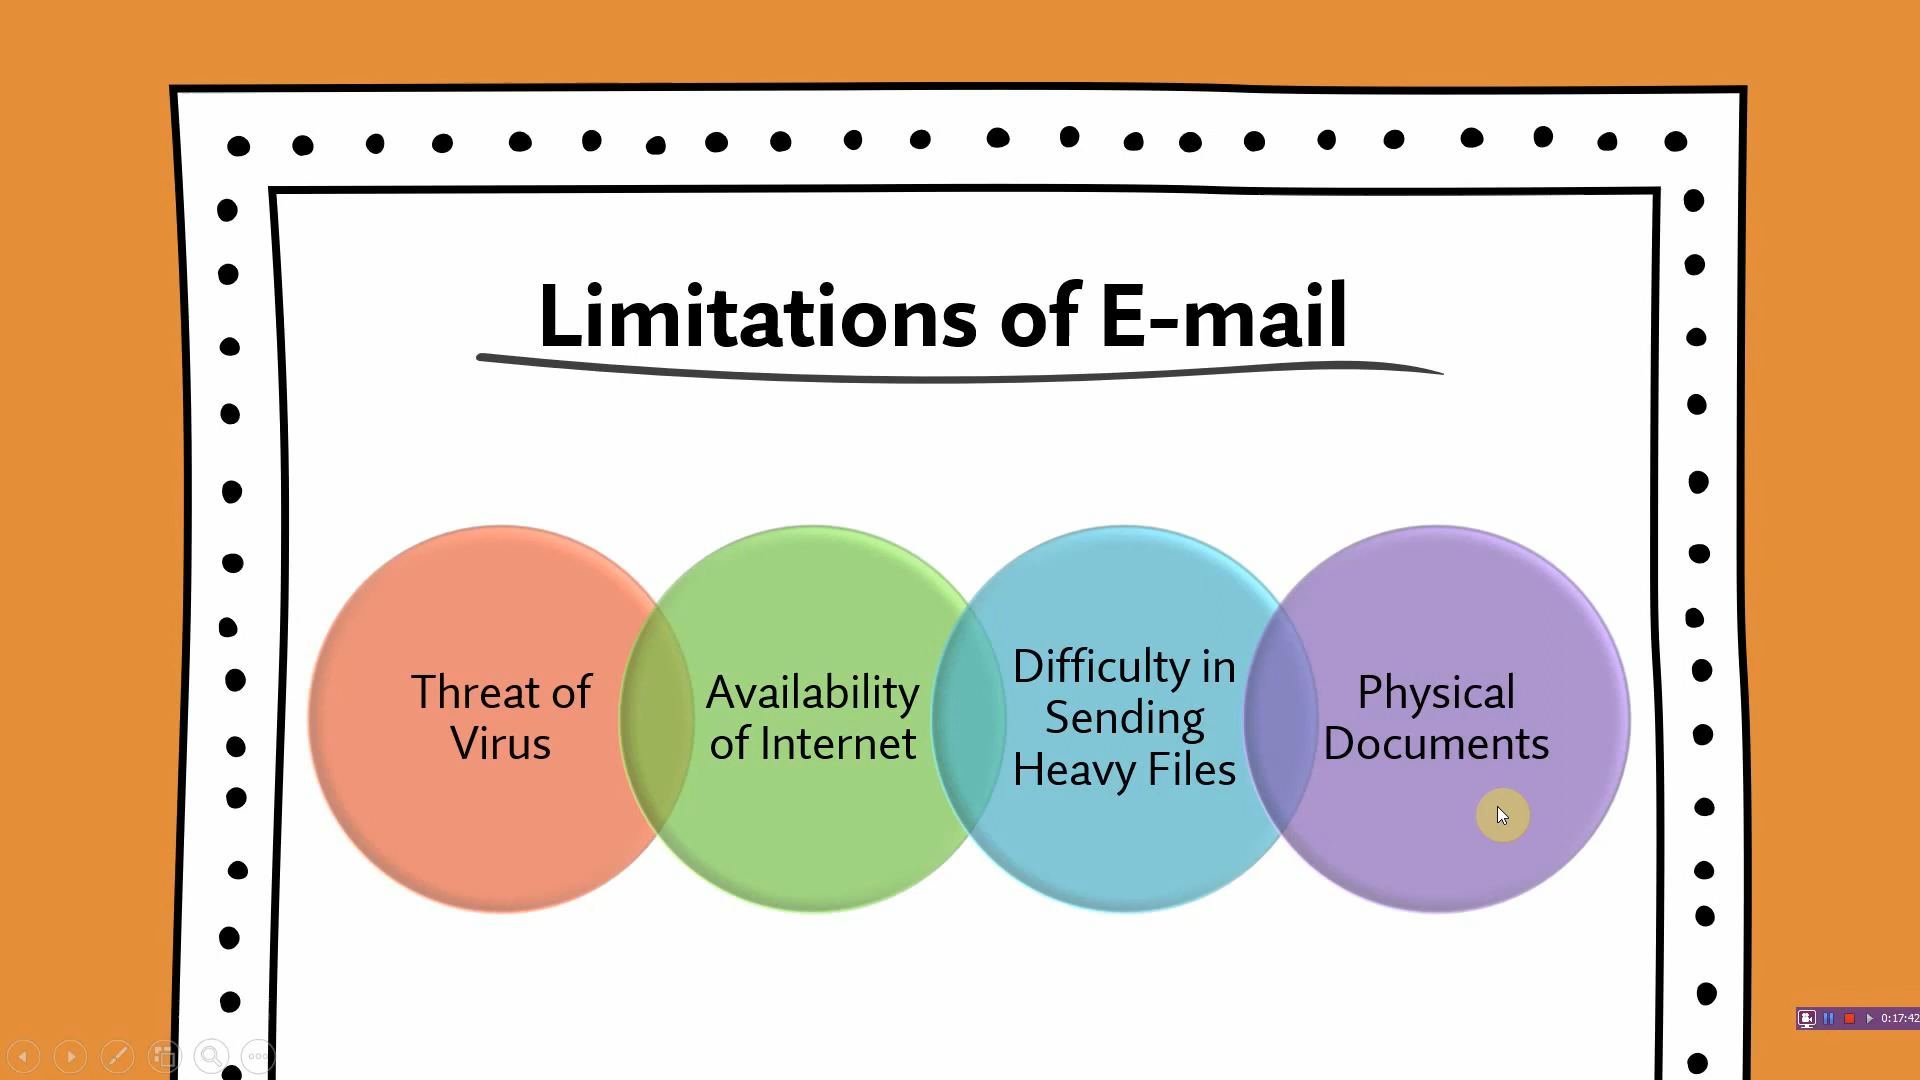 Limitations of E-mail
Threat of
Virus
Availability
of Internet
Difficulty in
Sending
Heavy Files
Physical
Documents
0:17:42